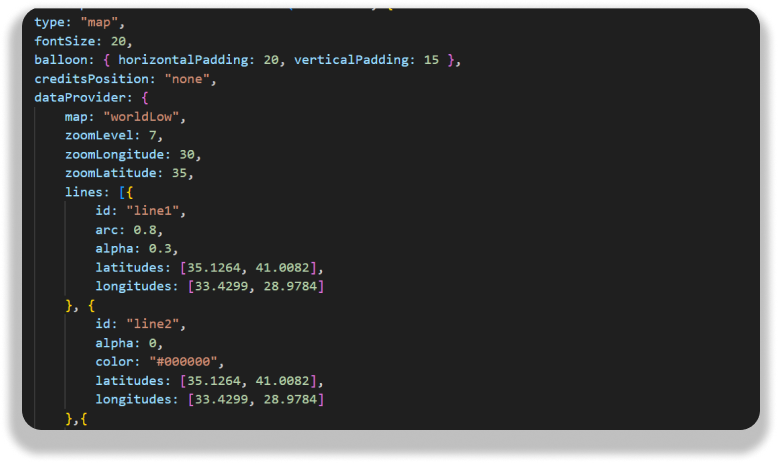 type: "map",
fontSize: 20,
balloon: { horizontalPadding: 20, verticalPadding: 15 },
creditsPosition: "none",
dataProvider: {
map: "worldLow",
zoomLevel: 7,
zoomLongitude: 30,
zoomLatitude: 35,
lines: [{
id: "line1",
arc: 0.8,
alpha: 0.3,
latitudes: [35.1264, 41.0082],
longitudes: [33.4299, 28.9784]
}, {
id: "line2",
alpha: 0,
color: "#000000",
latitudes: [35.1264, 41.0082],
longitudes: [33.4299, 28.9784]
},{